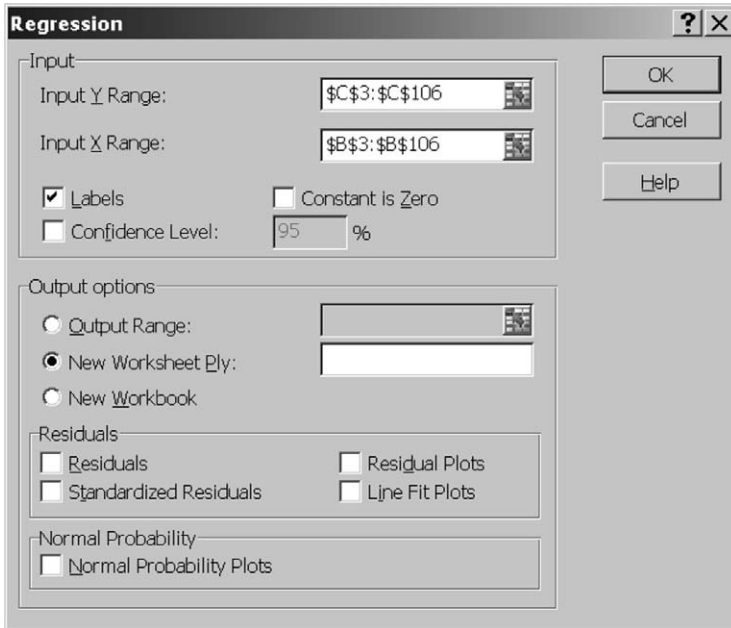 Regression
Input
Input Y Range:
$C$3:$C$106
Input X Range:
$B$3:$B$106
Labels
Constant is Zero
Confidence Level:
95
%
Output options
Output Range:
New Worksheet Ply:
New Workbook
Residuals
Residuals
Residual Plots
Standardized Residuals
Line Fit Plots
Normal Probability
Normal Probability Plots
OK
Cancel
Help